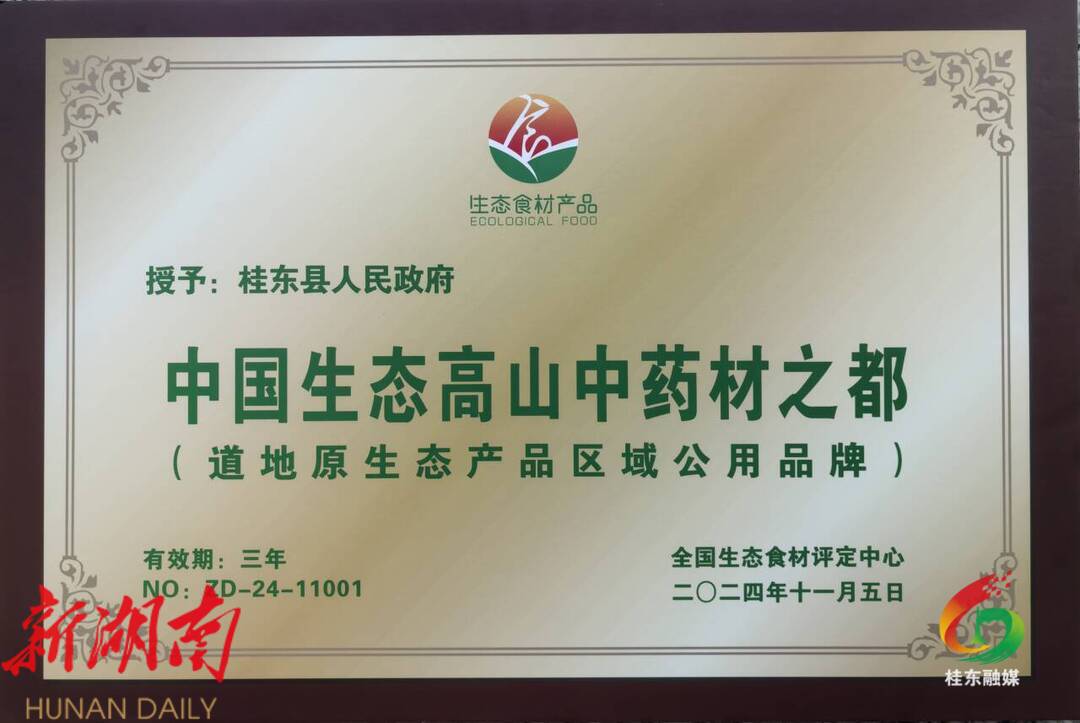 生态食材产品
ECOLOGICAL FOOD
授予：桂东县人民政府
中国生态高山中药材之都
（道地原生态产品区域公用品牌）
有效期：三年
NO：ZD-24-11001
全国生态食材评定中心
二〇二四年十一月五日
新湖南
HUNAN DAILY
桂东融媒